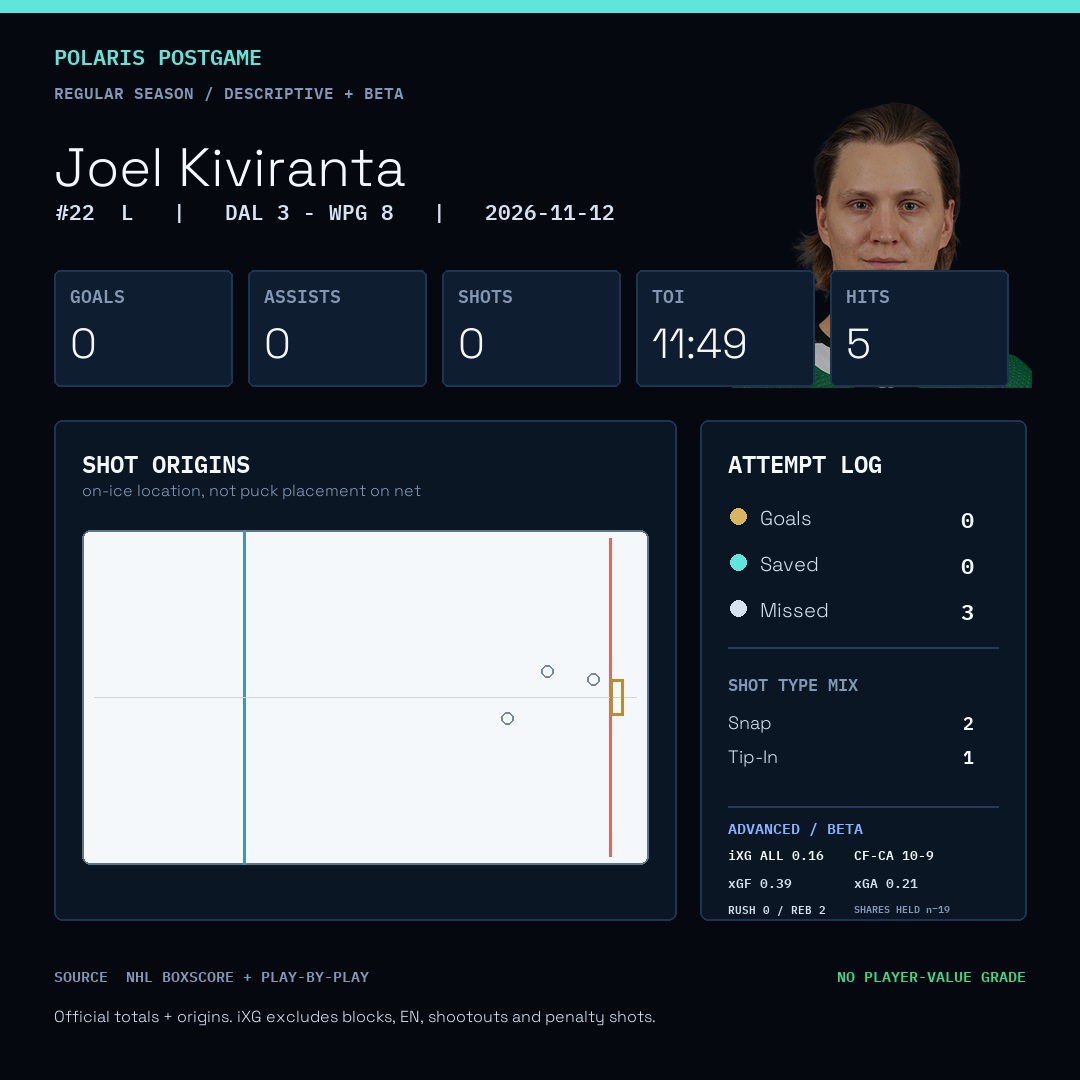 POLARIS POSTGAME
REGULAR SEASON / DESCRIPTIVE + BETA
Joel Kiviranta
#22 L | DAL 3 - WPG 8 | 2026-11-12
GOALS
0
ASSISTS
0
SHOTS
0
TOI
11:49
HITS
5
SHOT ORIGINS
on-ice location, not puck placement on net
ATTEMPT LOG
Goals 0
Saved 0
Missed 3
SHOT TYPE MIX
Snap 2
Tip-In 1
ADVANCED / BETA
iXG ALL 0.16 CF-CA 10-9
xGF 0.39 xGA 0.21
RUSH 0 / REB 2 SHARES HELD n=19
SOURCE NHL BOXSCORE + PLAY-BY-PLAY
NO PLAYER-VALUE GRADE
Official totals + origins. iXG excludes blocks, EN, shootouts and penalty shots.